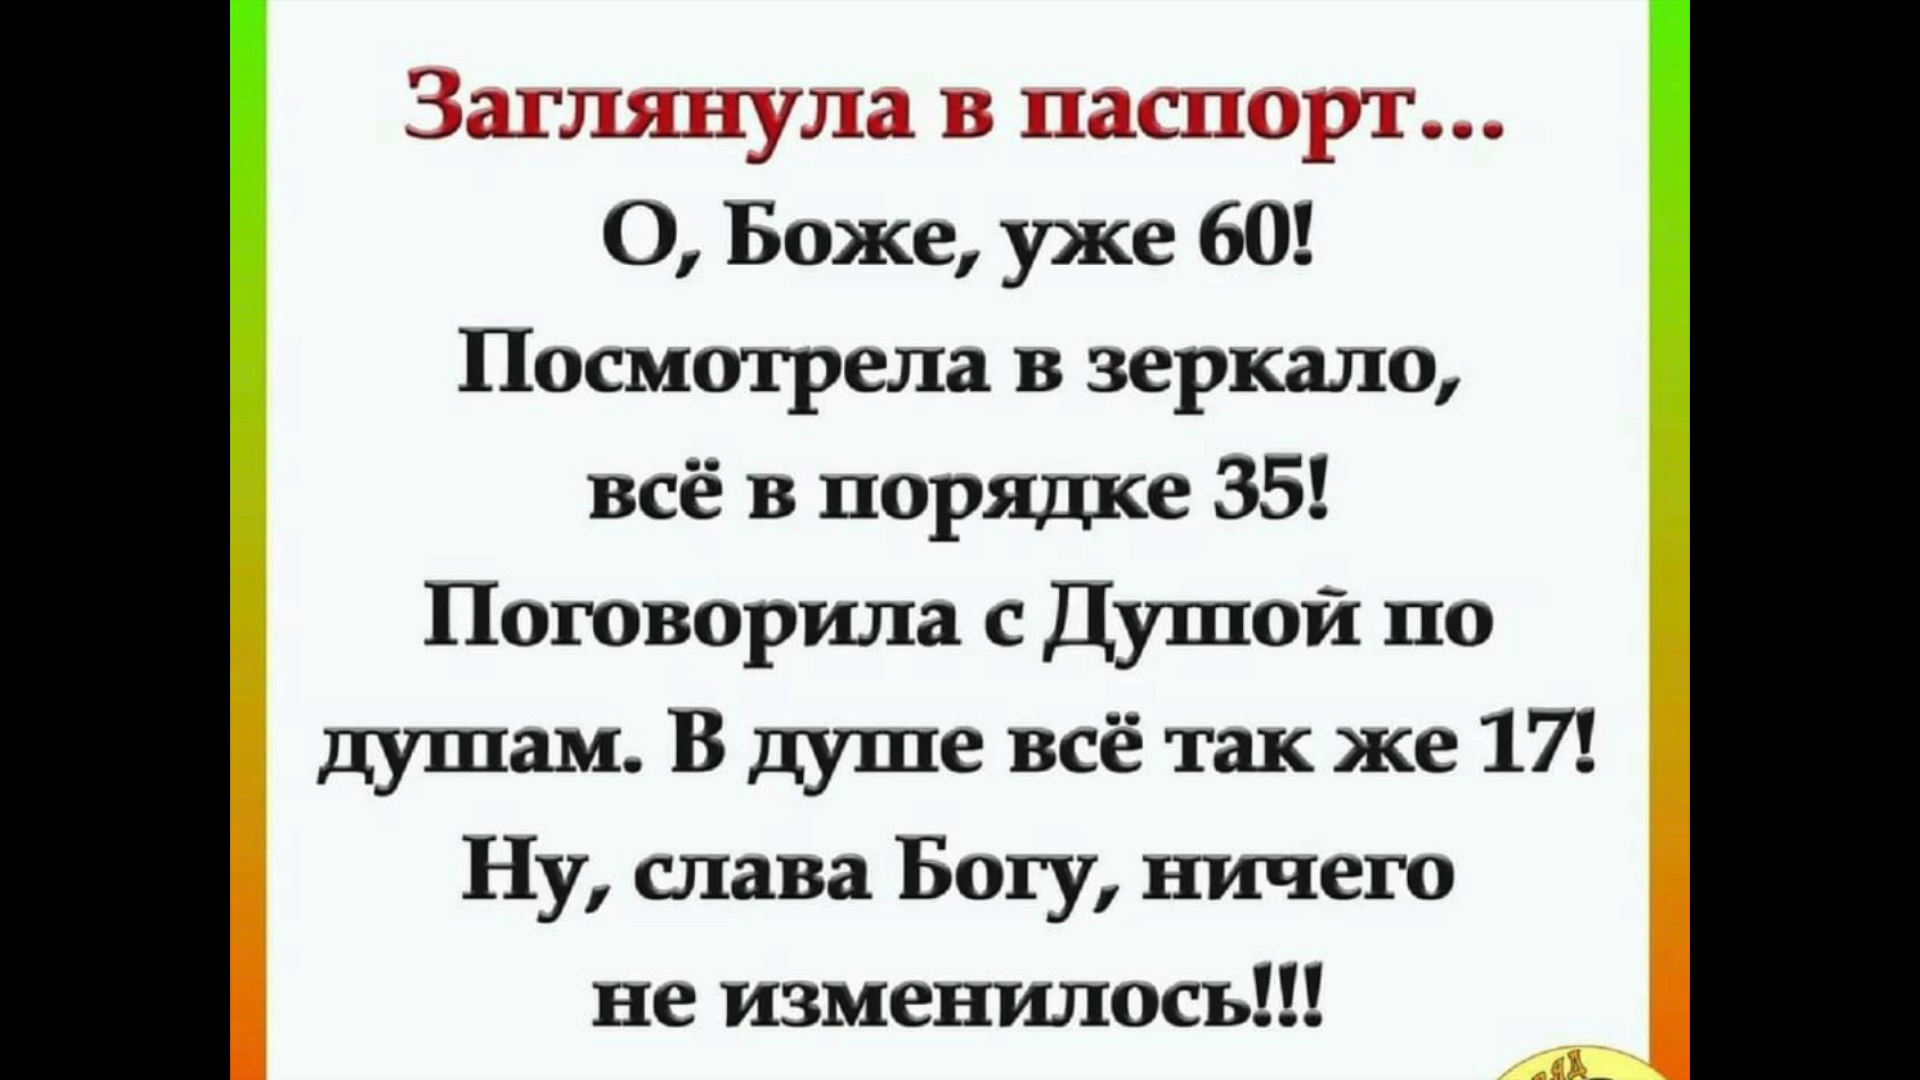 Заглянула в паспорт...
О, Боже, уже 60!
Посмотрела в зеркало,
всё в порядке 35!
Поговорила с Душой по
душам. В душе всё так же 17!
Ну, слава Богу, ничего
не изменилось!!!